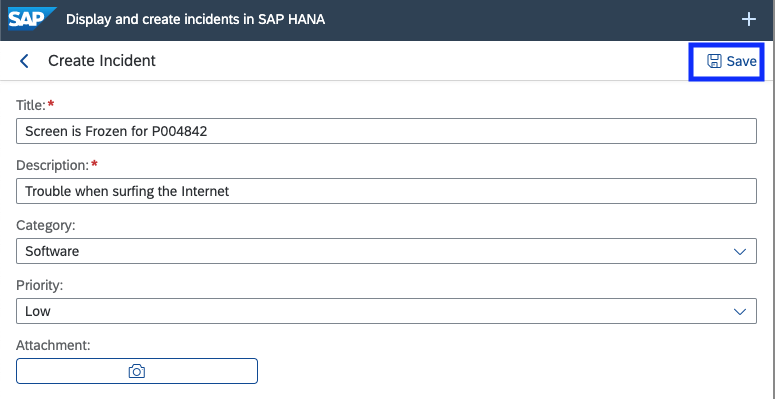 SAP Display and create incidents in SAP HANA
Create Incident Save
Title:*
Screen is Frozen for P004842
Description:*
Trouble when surfing the Internet
Category:
Software
Priority:
Low
Attachment: